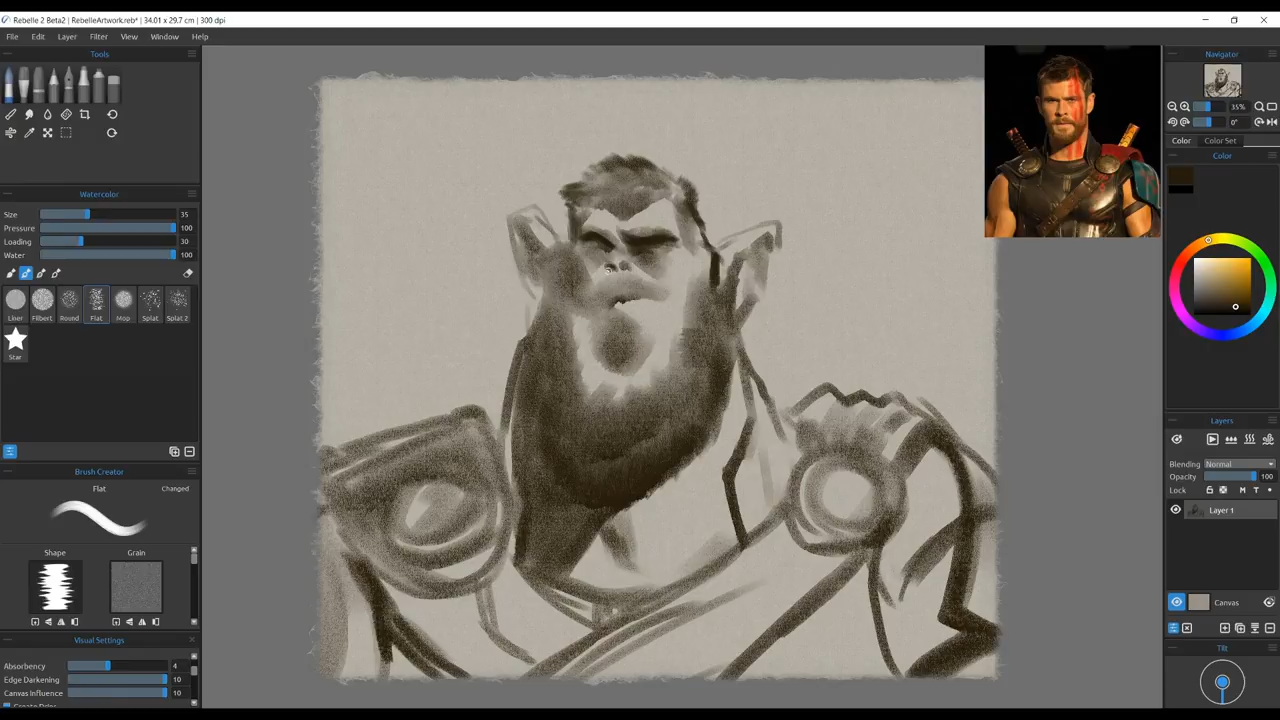 Rebelle 2 Beta2 | RebelleArtwork.reb* | 34.01 x 29.7 cm | 300 dpi
File Edit Layer Filter View Window Help
Tools
Watercolor
Size 35
Pressure 100
Loading 30
Water 100
Liner Filbert Round Flat Mop Splat Splat 2
Star
Brush Creator
Flat Changed
Shape Grain
Visual Settings
Absorbency 4
Edge Darkening 10
Canvas Influence 10
Navigator
35%
0°
Color Color Set
Color
Layers
Blending Normal
Opacity 100
Lock M T
Layer 1
Canvas
Tilt